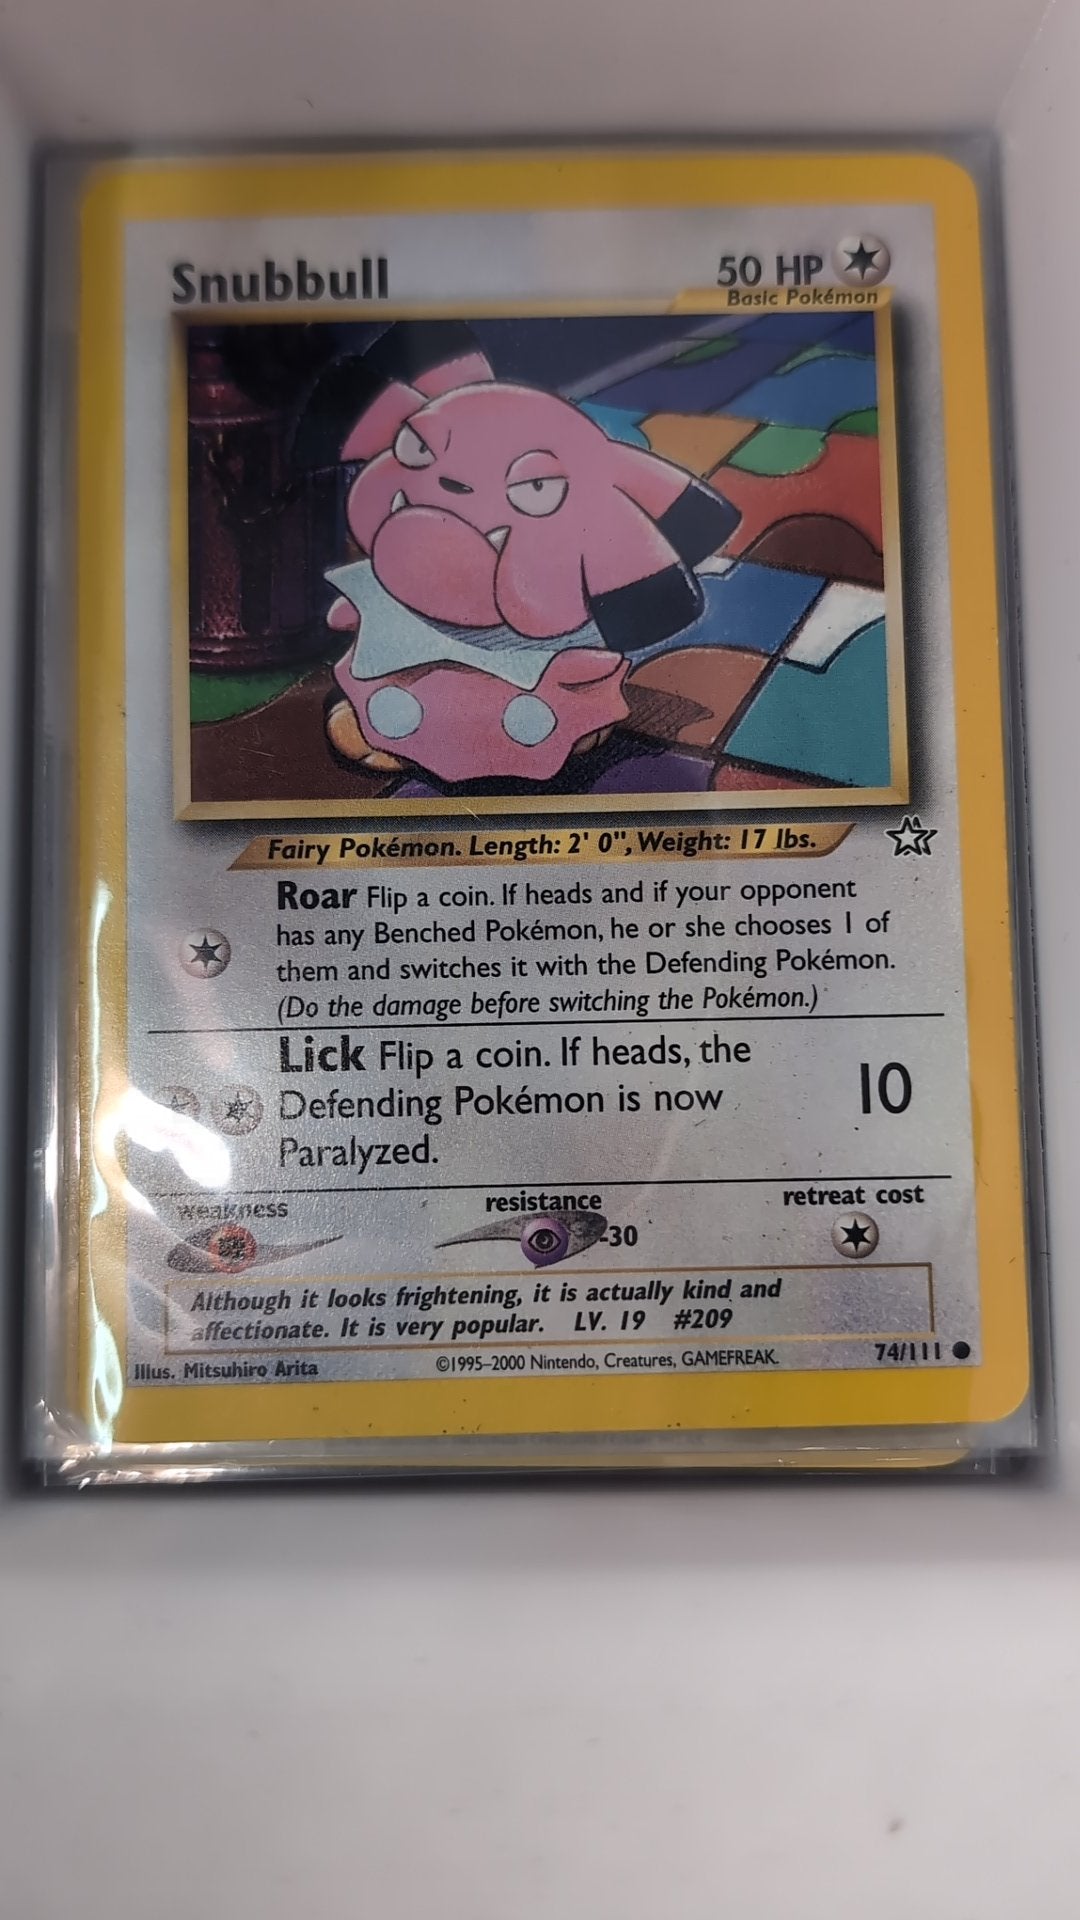 Snubbull
50 HP
Basic Pokémon
Fairy Pokémon. Length: 2' 0", Weight: 17 lbs.
Roar Flip a coin. If heads and if your opponent
has any Benched Pokémon, he or she chooses 1 of
them and switches it with the Defending Pokémon.
(Do the damage before switching the Pokémon.)
Lick Flip a coin. If heads, the
Defending Pokémon is now
Paralyzed.
10
weakness
resistance
retreat cost
-30
Although it looks frightening, it is actually kind and
affectionate. It is very popular. LV. 19 #209
Illus. Mitsuhiro Arita
©1995–2000 Nintendo, Creatures, GAMEFREAK.
74/111